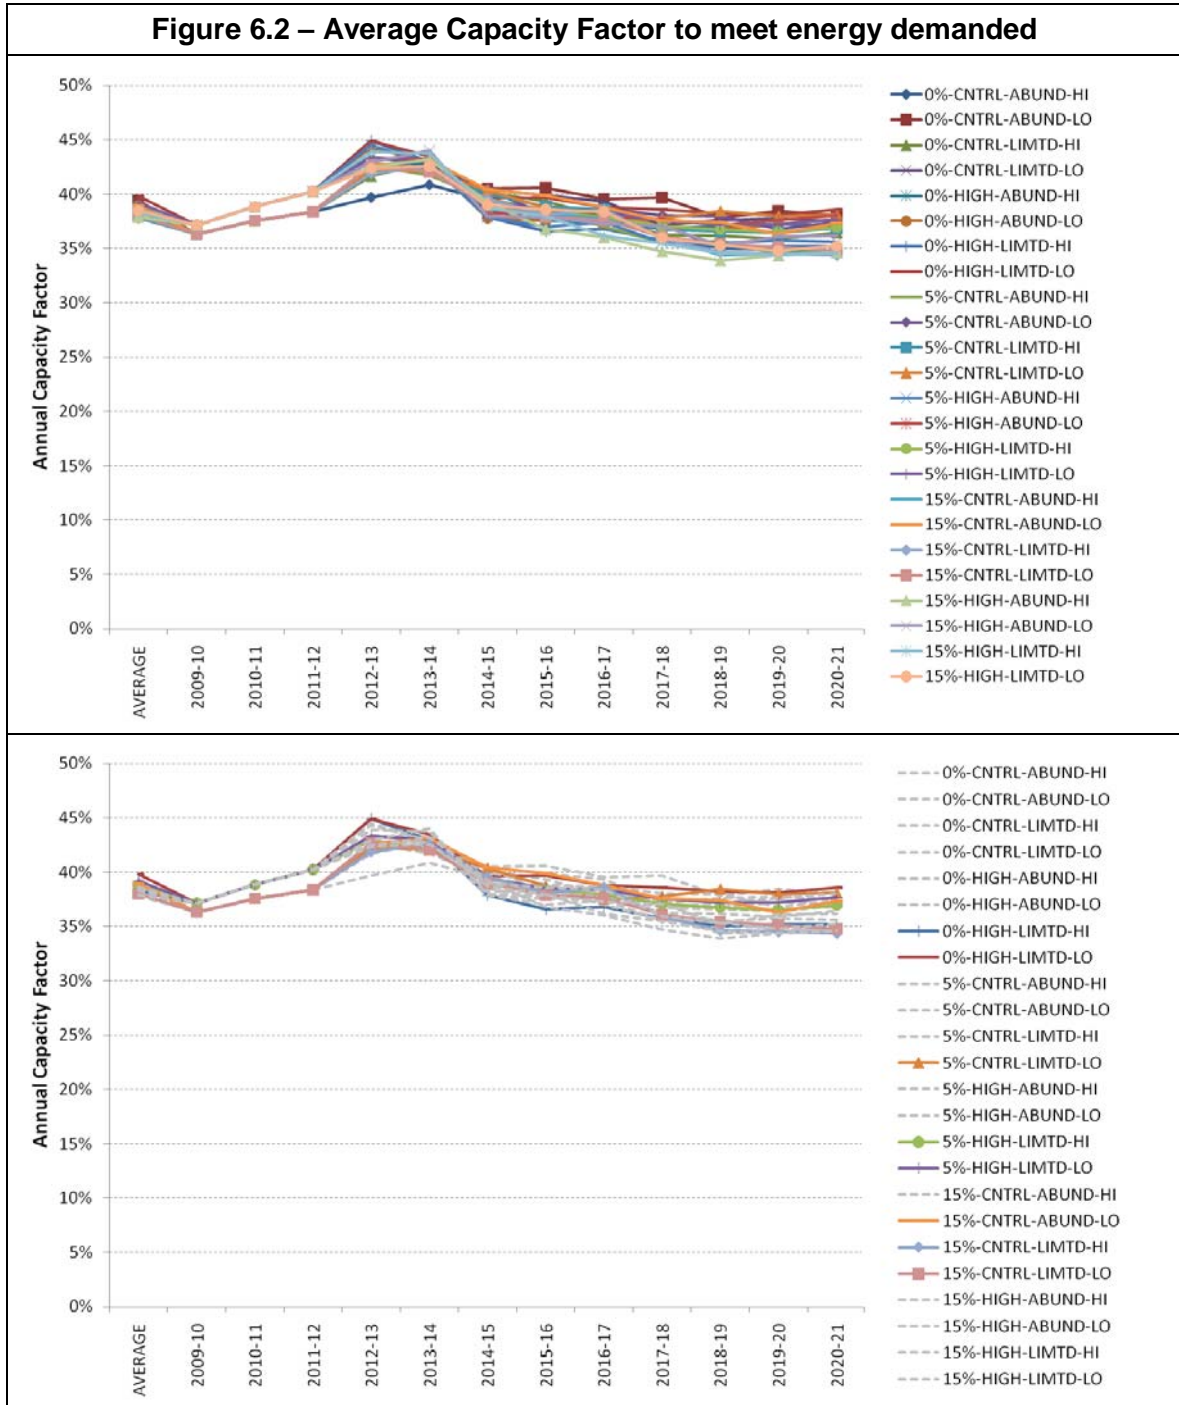 Figure 6.2 – Average Capacity Factor to meet energy demanded
50%
45%
40%
35%
30%
25%
20%
15%
10%
5%
0%
Annual Capacity Factor
AVERAGE
2009-10
2010-11
2011-12
2012-13
2013-14
2014-15
2015-16
2016-17
2017-18
2018-19
2019-20
2020-21
0%-CNTRL-ABUND-HI
0%-CNTRL-ABUND-LO
0%-CNTRL-LIMTD-HI
0%-CNTRL-LIMTD-LO
0%-HIGH-ABUND-HI
0%-HIGH-ABUND-LO
0%-HIGH-LIMTD-HI
0%-HIGH-LIMTD-LO
5%-CNTRL-ABUND-HI
5%-CNTRL-ABUND-LO
5%-CNTRL-LIMTD-HI
5%-CNTRL-LIMTD-LO
5%-HIGH-ABUND-HI
5%-HIGH-ABUND-LO
5%-HIGH-LIMTD-HI
5%-HIGH-LIMTD-LO
15%-CNTRL-ABUND-HI
15%-CNTRL-ABUND-LO
15%-CNTRL-LIMTD-HI
15%-CNTRL-LIMTD-LO
15%-HIGH-ABUND-HI
15%-HIGH-ABUND-LO
15%-HIGH-LIMTD-HI
15%-HIGH-LIMTD-LO
50%
45%
40%
35%
30%
25%
20%
15%
10%
5%
0%
Annual Capacity Factor
AVERAGE
2009-10
2010-11
2011-12
2012-13
2013-14
2014-15
2015-16
2016-17
2017-18
2018-19
2019-20
2020-21
0%-CNTRL-ABUND-HI
0%-CNTRL-ABUND-LO
0%-CNTRL-LIMTD-HI
0%-CNTRL-LIMTD-LO
0%-HIGH-ABUND-HI
0%-HIGH-ABUND-LO
0%-HIGH-LIMTD-HI
0%-HIGH-LIMTD-LO
5%-CNTRL-ABUND-HI
5%-CNTRL-ABUND-LO
5%-CNTRL-LIMTD-HI
5%-CNTRL-LIMTD-LO
5%-HIGH-ABUND-HI
5%-HIGH-ABUND-LO
5%-HIGH-LIMTD-HI
5%-HIGH-LIMTD-LO
15%-CNTRL-ABUND-HI
15%-CNTRL-ABUND-LO
15%-CNTRL-LIMTD-HI
15%-CNTRL-LIMTD-LO
15%-HIGH-ABUND-HI
15%-HIGH-ABUND-LO
15%-HIGH-LIMTD-HI
15%-HIGH-LIMTD-LO